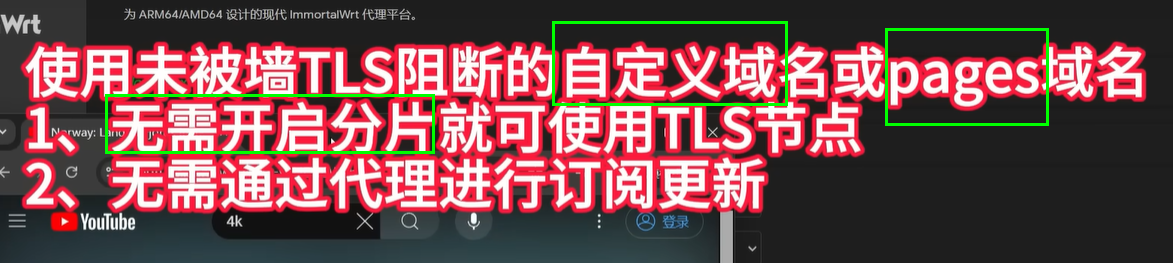 为 ARM64/AMD64 设计的现代 ImmortalWrt 代理平台。
Wrt
使用未被墙TLS阻断的自定义域名或pages域名
1、无需开启分片就可使用TLS节点
Norway:
2、无需通过代理进行订阅更新
YouTube
4k
登录